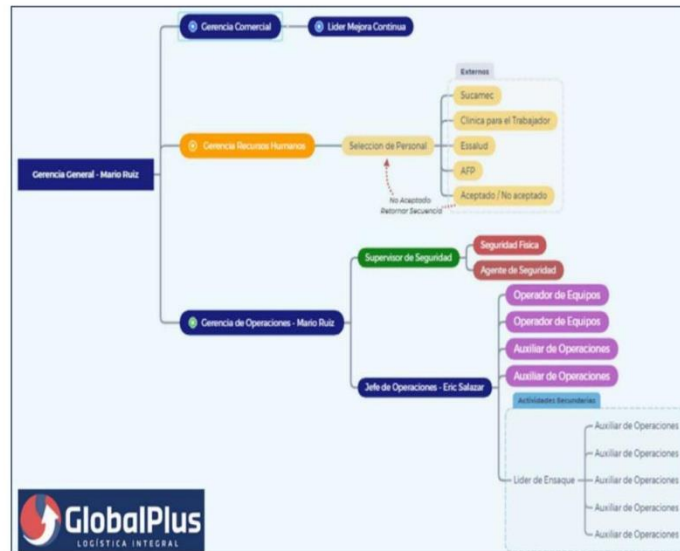 Gerencia Comercial
Lider Mejora Continua
Externos
Sucamec
Clinica para el Trabajador
Gerencia Recursos Humanos
Seleccion de Personal
Essalud
Gerencia General - Mario Ruiz
AFP
Aceptado / No aceptado
No Aceptado
Retornar Secuencia
Seguridad Fisica
Supervisor de Seguridad
Agente de Seguridad
Operador de Equipos
Gerencia de Operaciones - Mario Ruiz
Operador de Equipos
Auxiliar de Operaciones
Auxiliar de Operaciones
Jefe de Operaciones - Eric Salazar
Actividades Secundarias
Auxiliar de Operaciones
Auxiliar de Operaciones
Lider de Ensaque
Auxiliar de Operaciones
Auxiliar de Operaciones
Auxiliar de Operaciones
GlobalPlus
LOGÍSTICA INTEGRAL